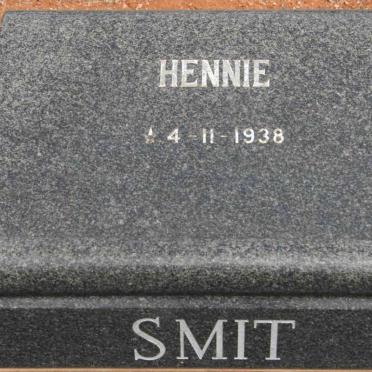 HENNIE
☆ 4-11-1938
SMIT